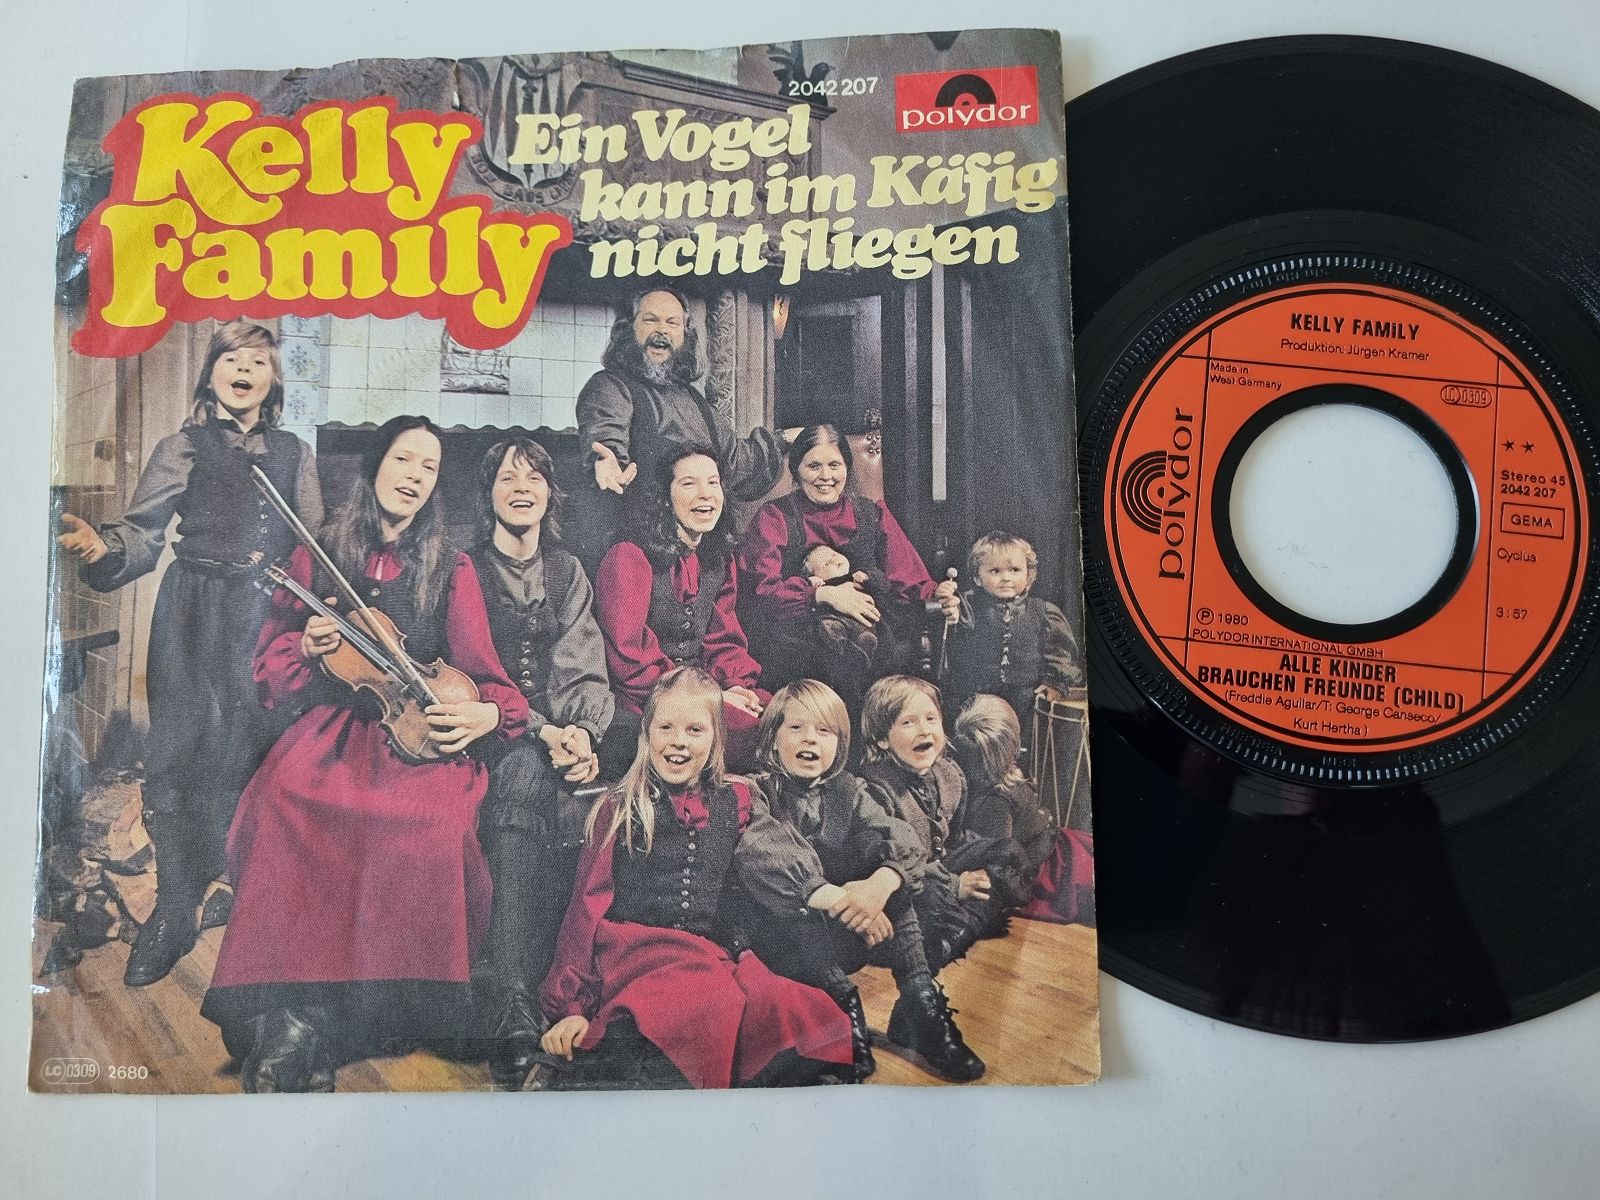 Kelly
Family
2042 207
polydor
Ein Vogel
kann im Käfig
nicht fliegen
LC 0309 2680
KELLY FAMiLY
Produktion: Jürgen Kramer
Made in
West Germany
LC 0309
polydor
★★
Stereo 45
2042 207
GEMA
Cyclus
3:57
℗ 1980
POLYDOR INTERNATIONAL GMBH
ALLE KINDER
BRAUCHEN FREUNDE (CHILD)
(Freddie Aguilar/T: George Canseco/
Kurt Hertha)